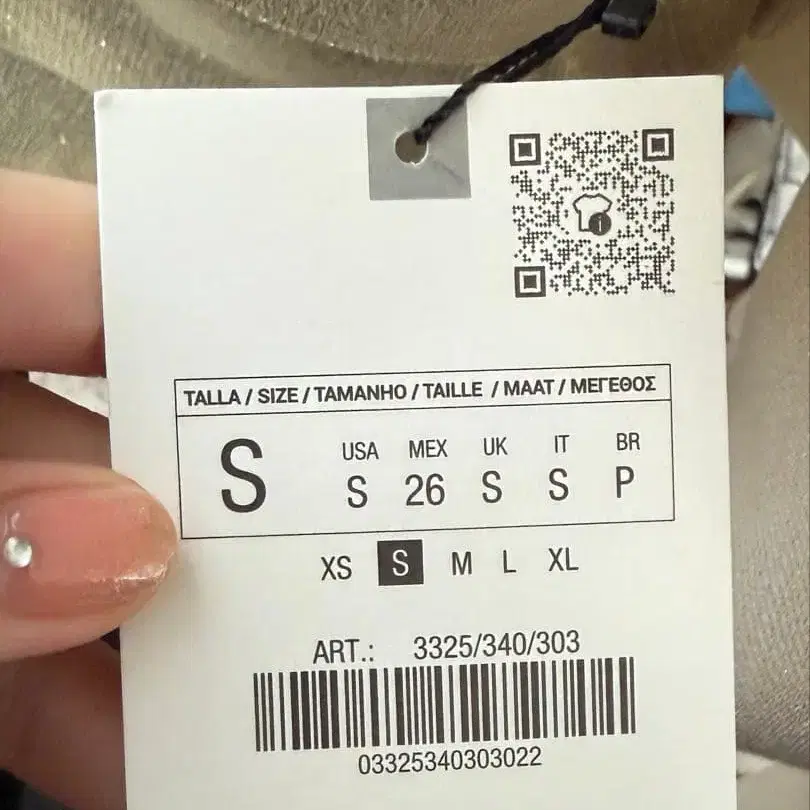 TALLA / SIZE / TAMANHO / TAILLE / MAAT / ΜΕΓΕΘΟΣ
S
USA MEX UK IT BR
S 26 S S P
XS S M L XL
ART.: 3325/340/303
03325340303022